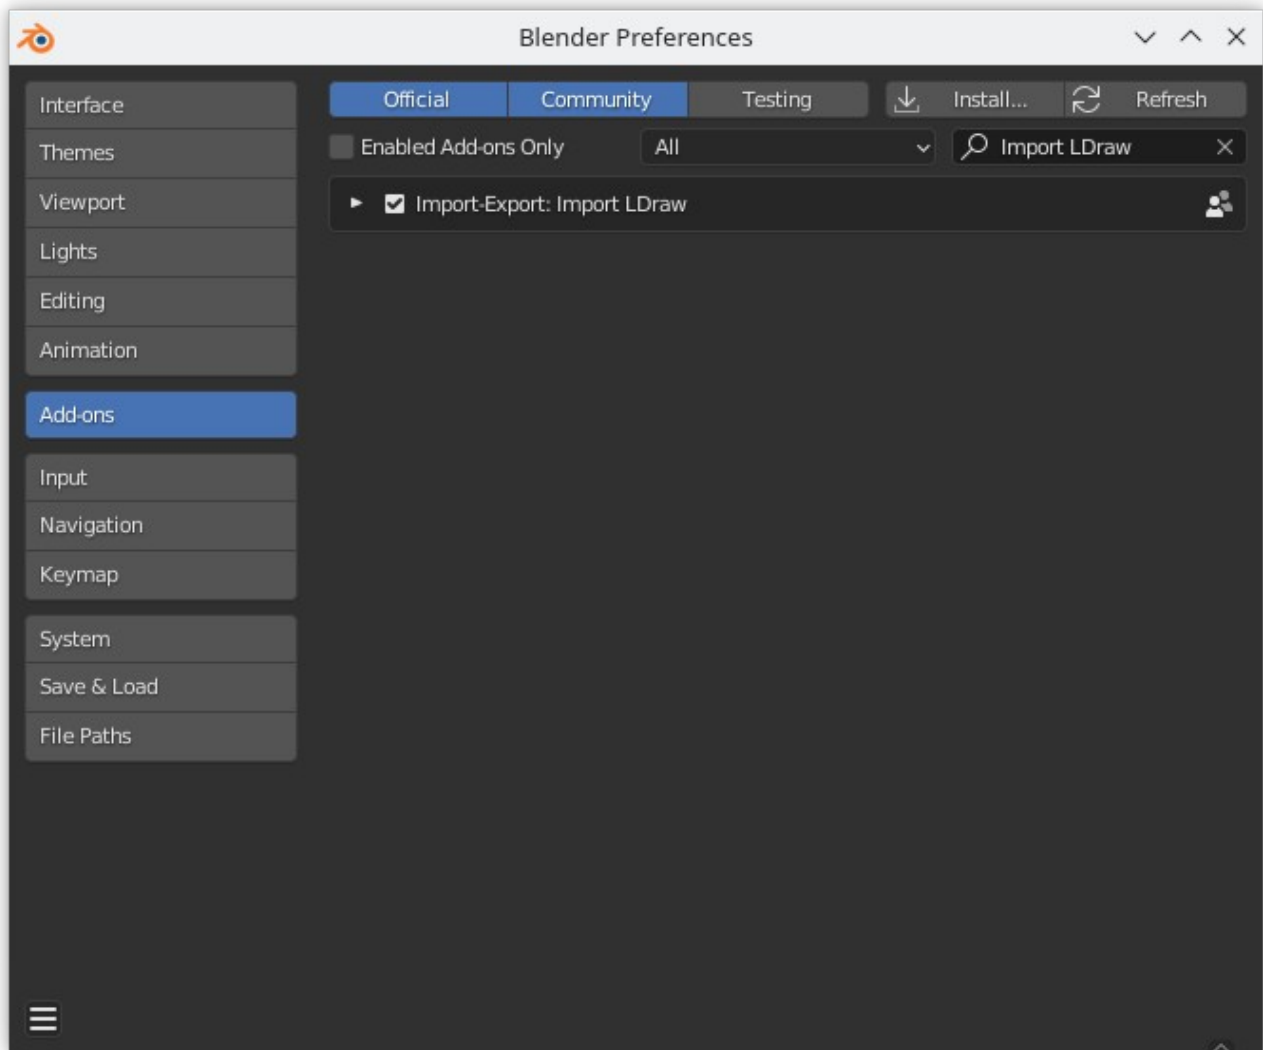 Blender Preferences
Interface
Themes
Viewport
Lights
Editing
Animation
Add-ons
Input
Navigation
Keymap
System
Save & Load
File Paths
Official Community Testing Install... Refresh
Enabled Add-ons Only All Import LDraw
Import-Export: Import LDraw